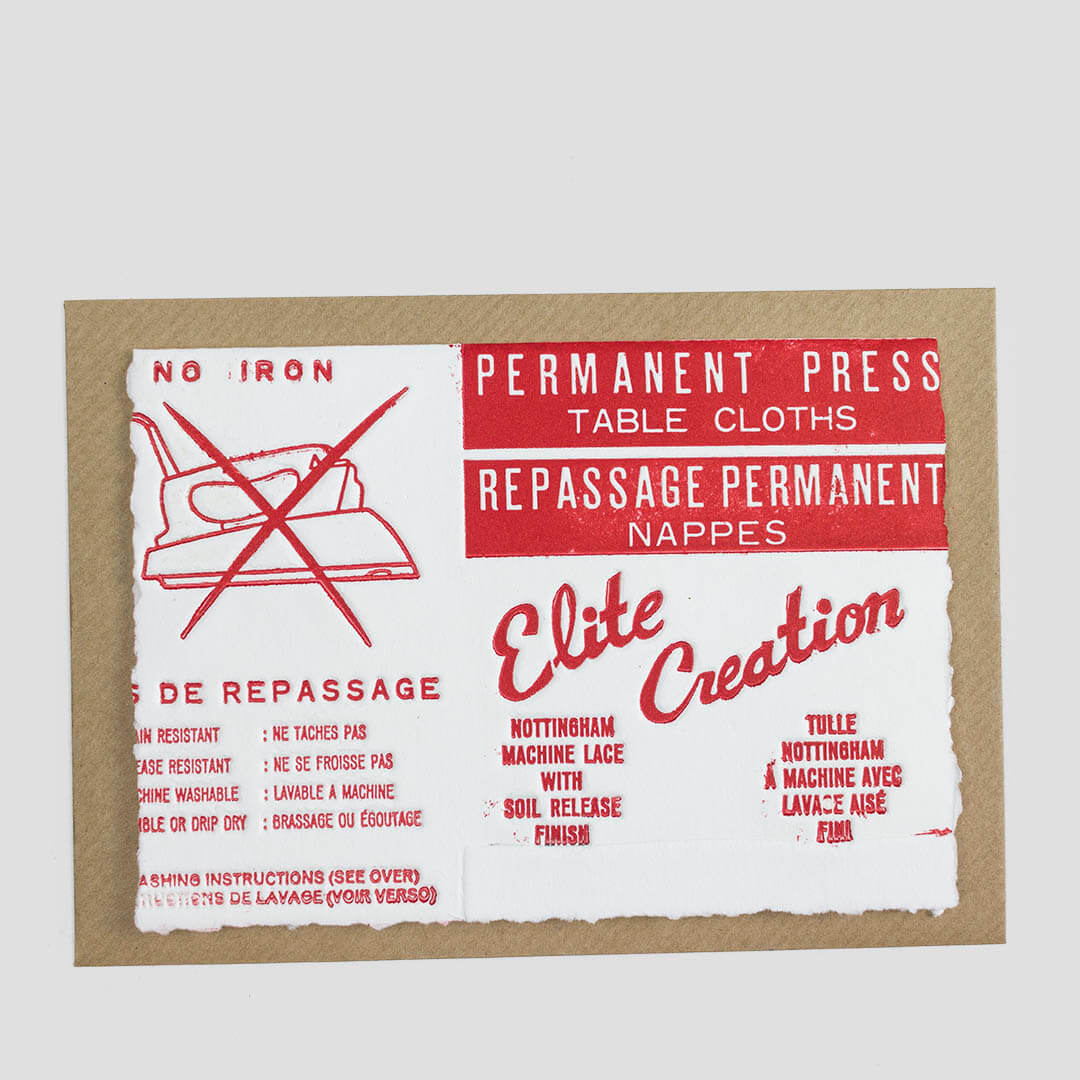 NO IRON
S DE REPASSAGE
AIN RESISTANT : NE TACHES PAS
EASE RESISTANT : NE SE FROISSE PAS
CHINE WASHABLE : LAVABLE A MACHINE
MBLE OR DRIP DRY : BRASSAGE OU ÉGOUTAGE
ASHING INSTRUCTIONS (SEE OVER)
DE LAVAGE (VOIR VERSO)
PERMANENT PRESS
TABLE CLOTHS
REPASSAGE PERMANENT
NAPPES
Elite
Creation
NOTTINGHAM
MACHINE LACE
WITH
SOIL RELEASE
FINISH
TULLE
NOTTINGHAM
À MACHINE AVEC
LAVAGE AISÉ
FINI